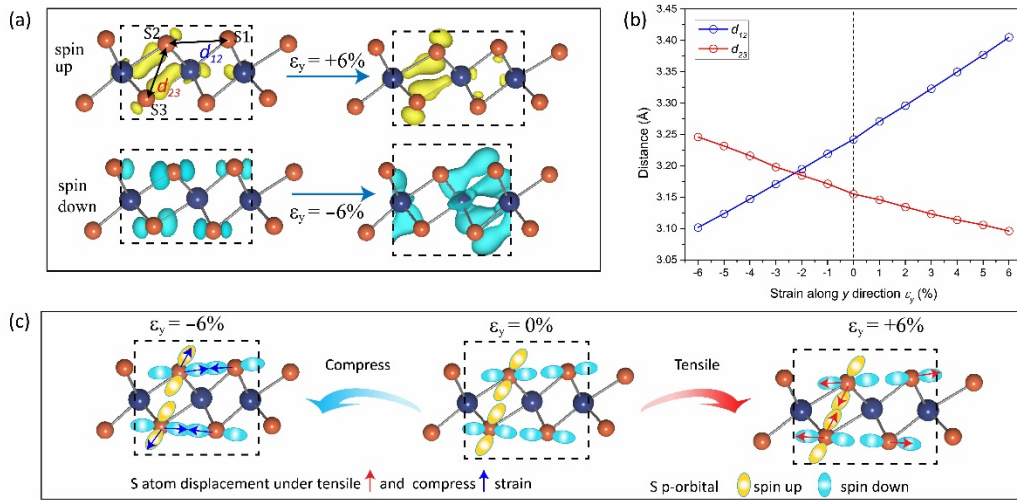 (a)
spin
up
S2
S1
d12
d23
S3
εy = +6%
spin
down
εy = −6%
(b)
d12
d23
Distance (Å)
3.45
3.40
3.35
3.30
3.25
3.20
3.15
3.10
3.05
-6 -5 -4 -3 -2 -1 0 1 2 3 4 5 6
Strain along y direction εy (%)
(c)
εy = −6%
εy = 0%
εy = +6%
Compress
Tensile
S atom displacement under tensile and compress strain
S p-orbital spin up spin down